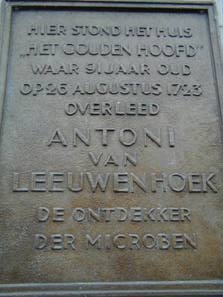 HIER STOND HET HUIS
„HET GOUDEN HOOFD"
WAAR 91 JAAR OUD
OP 26 AUGUSTUS 1723
OVERLEED
ANTONI
VAN
LEEUWENHOEK
DE ONTDEKKER
DER MICROBEN